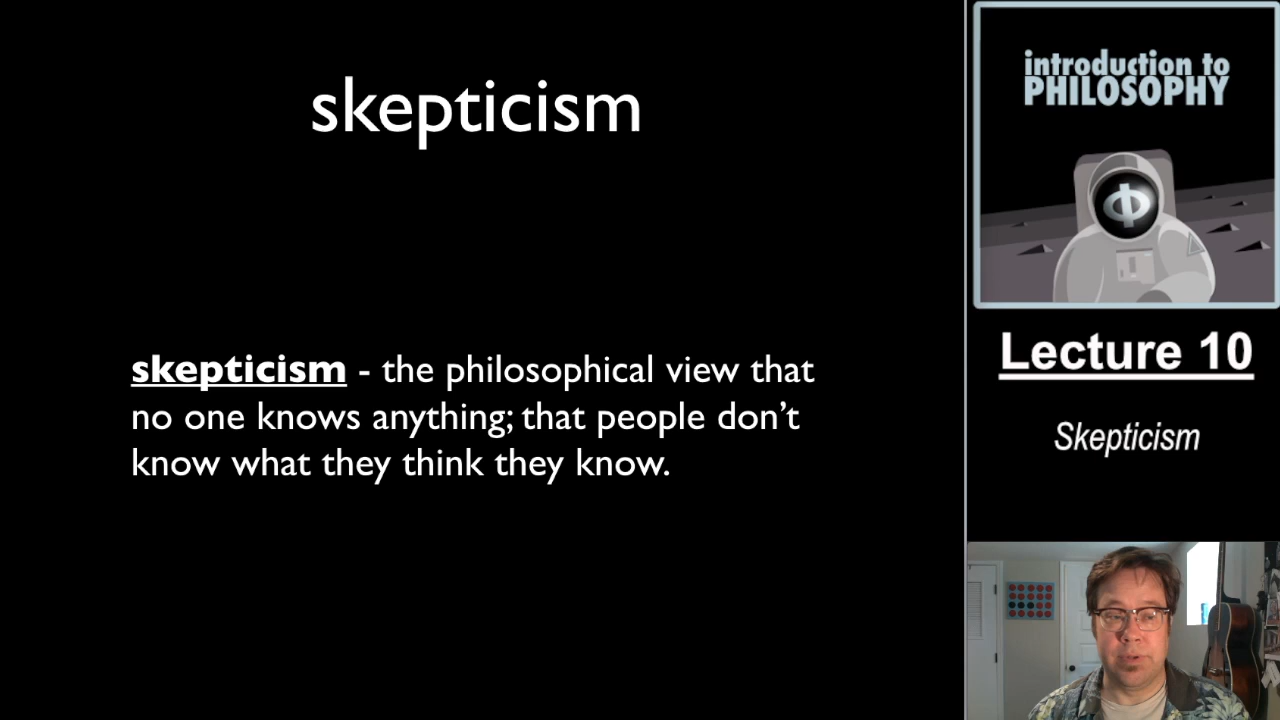 skepticism
skepticism - the philosophical view that
no one knows anything; that people don't
know what they think they know.
introduction to
PHILOSOPHY
Φ
Lecture 10
Skepticism